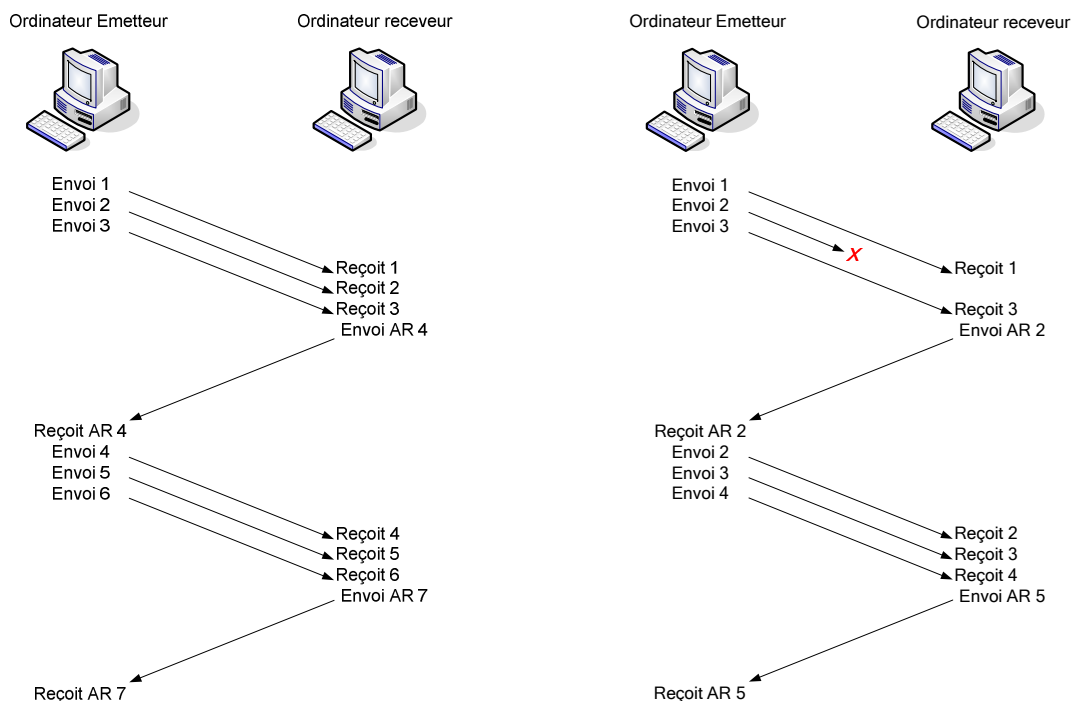 Ordinateur Emetteur
Ordinateur receveur
Envoi 1
Envoi 2
Envoi 3
Reçoit 1
Reçoit 2
Reçoit 3
Envoi AR 4
Reçoit AR 4
Envoi 4
Envoi 5
Envoi 6
Reçoit 4
Reçoit 5
Reçoit 6
Envoi AR 7
Reçoit AR 7
Ordinateur Emetteur
Ordinateur receveur
Envoi 1
Envoi 2
Envoi 3
X
Reçoit 1
Reçoit 3
Envoi AR 2
Reçoit AR 2
Envoi 2
Envoi 3
Envoi 4
Reçoit 2
Reçoit 3
Reçoit 4
Envoi AR 5
Reçoit AR 5